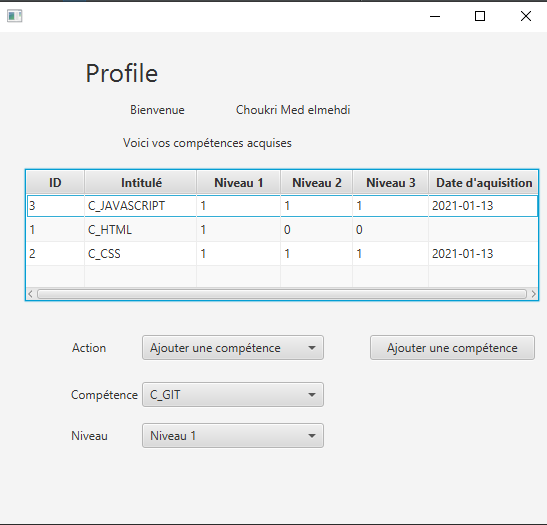 Profile
Bienvenue Choukri Med elmehdi
Voici vos compétences acquises
ID Intitulé Niveau 1 Niveau 2 Niveau 3 Date d'aquisition
3 C_JAVASCRIPT 1 1 1 2021-01-13
1 C_HTML 1 0 0
2 C_CSS 1 1 1 2021-01-13
Action Ajouter une compétence Ajouter une compétence
Compétence C_GIT
Niveau Niveau 1